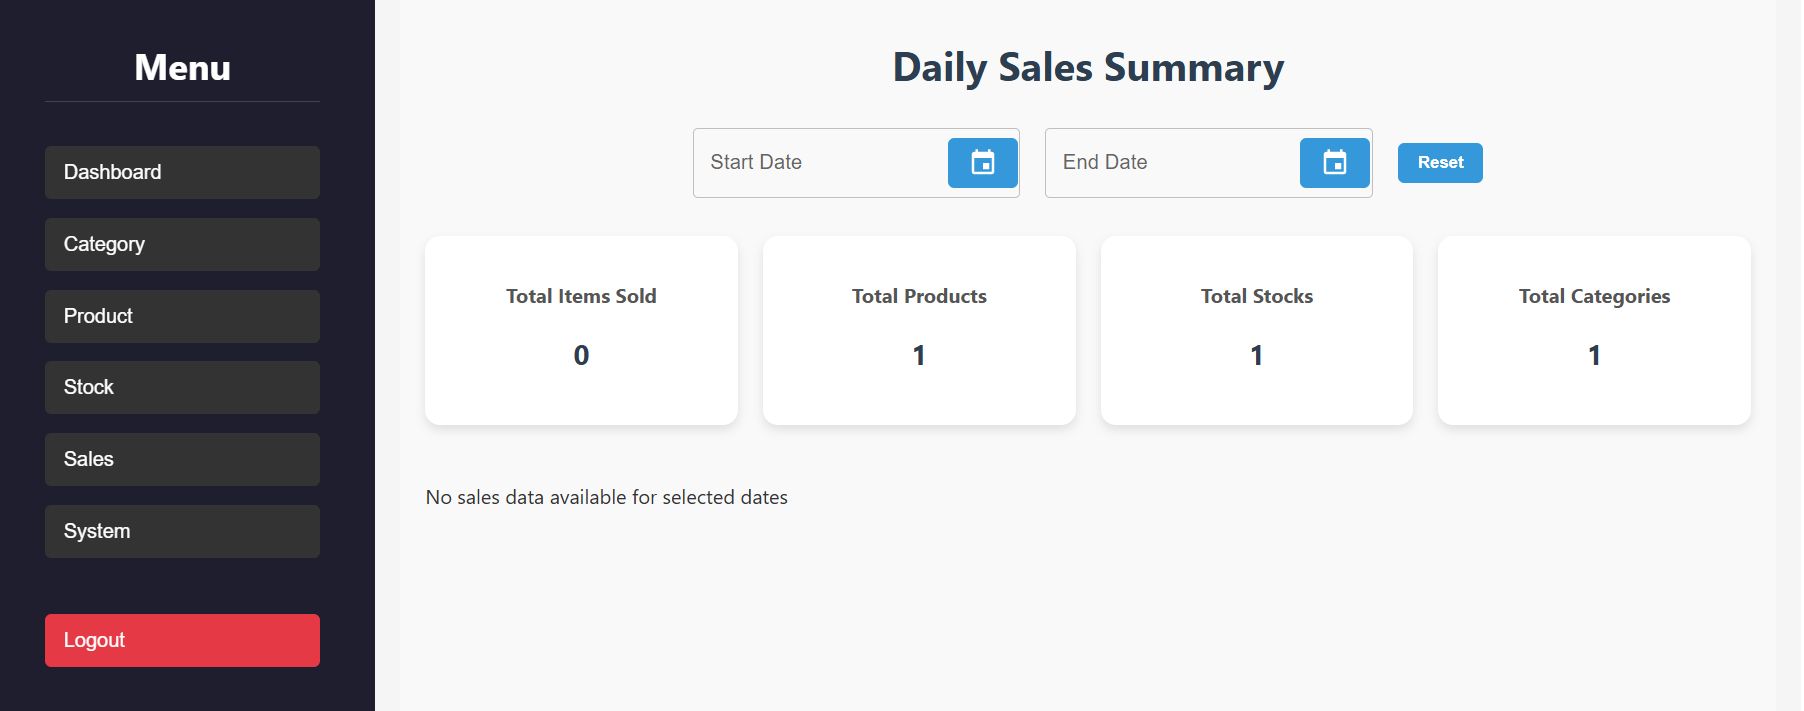 Menu
Dashboard
Category
Product
Stock
Sales
System
Logout
Daily Sales Summary
Start Date
End Date
Reset
Total Items Sold
0
Total Products
1
Total Stocks
1
Total Categories
1
No sales data available for selected dates